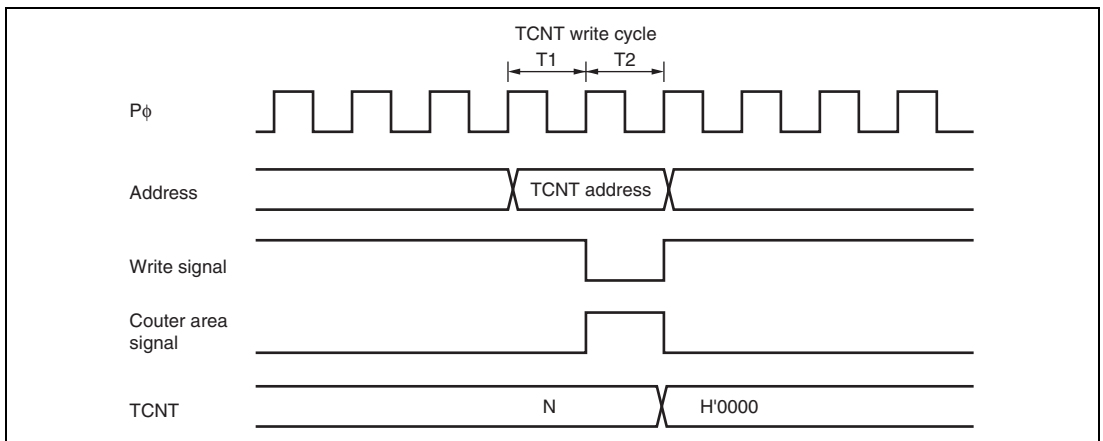 TCNT write cycle
T1 T2
Pφ
Address
TCNT address
Write signal
Couter area
signal
TCNT
N
H'0000